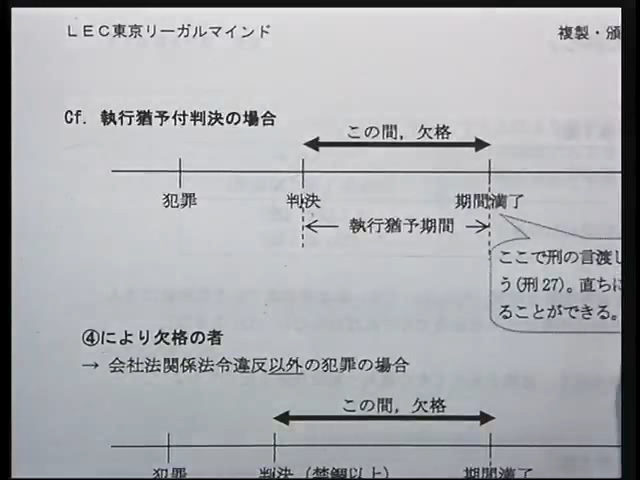 LEC東京リーガルマインド
複製・頒
Cf. 執行猶予付判決の場合
この間,欠格
犯罪 判決 期間満了
執行猶予期間
ここで刑の言渡し
う(刑27)。直ちに
ることができる。
④により欠格の者
→ 会社法関係法令違反以外の犯罪の場合
この間,欠格
犯罪 判決(禁錮以上) 期間満了